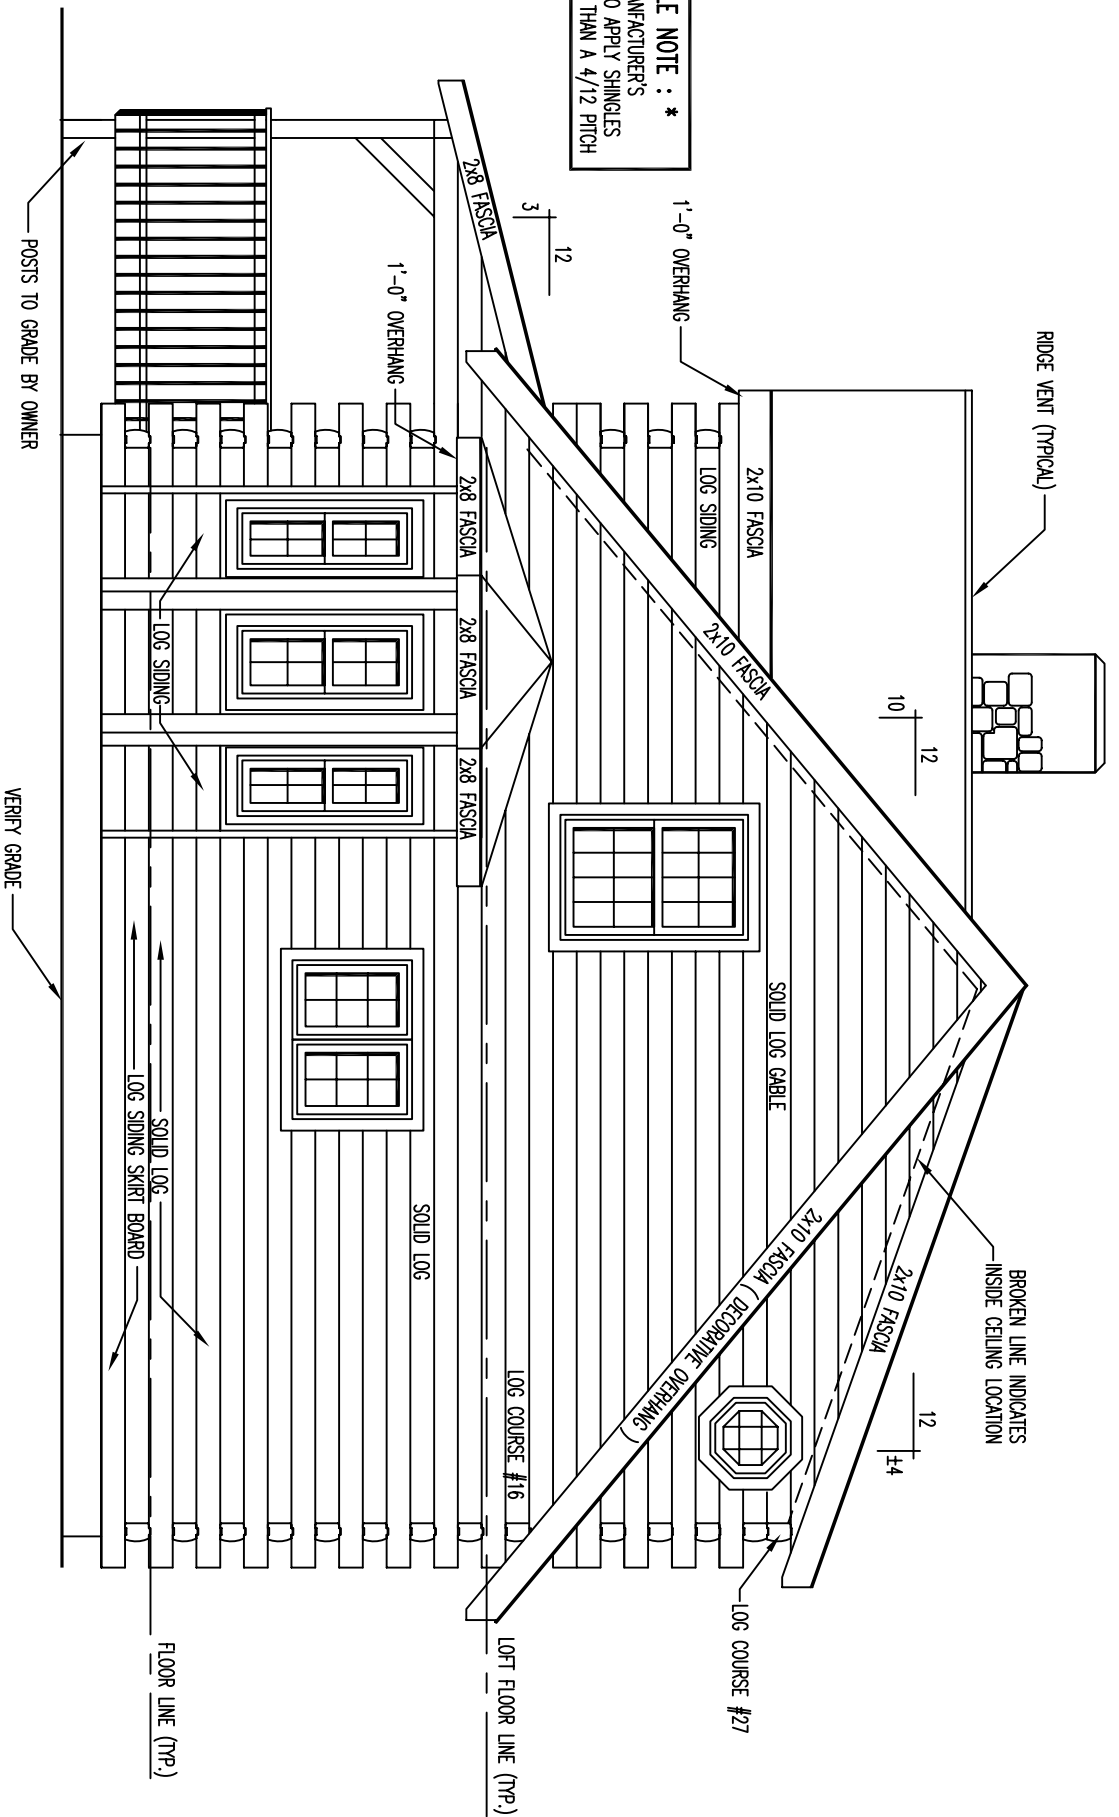 LE NOTE : *
ANFACTURER'S
O APPLY SHINGLES
THAN A 4/12 PITCH
RIDGE VENT (TYPICAL)
1'-0" OVERHANG
12
3
2x8 FASCIA
1'-0" OVERHANG
POSTS TO GRADE BY OWNER
2x10 FASCIA
LOG SIDING
2x10 FASCIA
12
10
2x8 FASCIA
2x8 FASCIA
2x8 FASCIA
LOG SIDING
SOLID LOG GABLE
BROKEN LINE INDICATES
INSIDE CEILING LOCATION
2x10 FASCIA
12
±4
2x10 FASCIA ( DECORATIVE OVERHANG )
LOG COURSE #16
SOLID LOG
SOLID LOG
LOG SIDING SKIRT BOARD
VERIFY GRADE
LOG COURSE #27
LOFT FLOOR LINE (TYP.)
FLOOR LINE (TYP.)